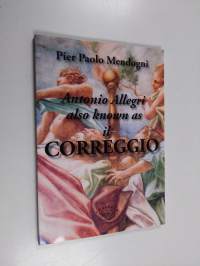 Pier Paolo Mendogni
Antonio Allegri
also known as
il
CORREGGIO